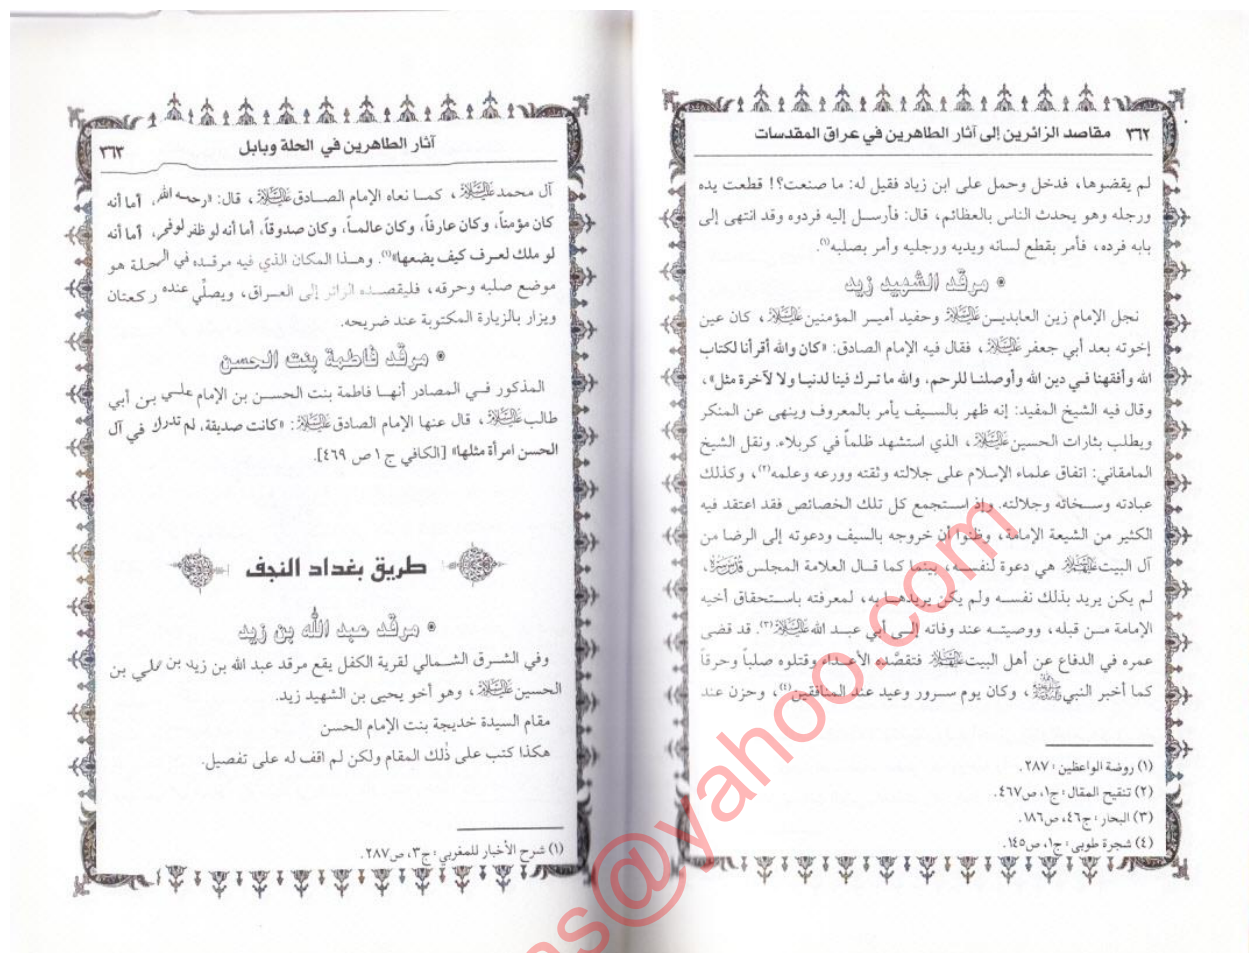 ٣٦٢ مقاصد الزائرين إلى آثار الطاهرين في عراق المقدسات
لم يقضوها، فدخل وحمل على ابن زياد فقيل له: ما صنعت؟! قطعت يده
ورجله وهو يحدث الناس بالعظائم، قال: فأرسل إليه فردوه وقد انتهى إلى
بابه فرده، فأمر بقطع لسانه ويديه ورجليه وأمر بصلبه(١).
* مرقد الشهيد زيد
نجل الإمام زين العابدين عليه السلام وحفيد أمير المؤمنين عليه السلام، كان عين
إخوته بعد أبي جعفر عليه السلام، فقال فيه الإمام الصادق: «كان والله أقرأنا لكتاب
الله وأفقهنا في دين الله وأوصلنا للرحم، والله ما ترك فينا لدنيا ولا لآخرة مثل»،
وقال فيه الشيخ المفيد: إنه ظهر بالسيف يأمر بالمعروف وينهى عن المنكر
ويطلب بثارات الحسين عليه السلام، الذي استشهد ظلماً في كربلاء. ونقل الشيخ
المامقاني: اتفاق علماء الإسلام على جلالته وثقته وورعه وعلمه(٢)، وكذلك
عبادته وسخائه وجلالته. وإذ استجمع كل تلك الخصائص فقد اعتقد فيه
الكثير من الشيعة الإمامة، وظنوا أن خروجه بالسيف ودعوته إلى الرضا من
آل البيت عليهم السلام هي دعوة لنفسه، بينما كما قال العلامة المجلس قدس سره،
لم يكن يريد بذلك نفسه ولم يكن يريدها به، لمعرفته باستحقاق أخيه
الإمامة من قبله، ووصيته عند وفاته إلى أبي عبد الله عليه السلام(٣). قد قضى
عمره في الدفاع عن أهل البيت عليهم السلام فتقصّده الأعداء وقتلوه صلباً وحرقاً
كما أخبر النبي صلى الله عليه وآله، وكان يوم سرور وعيد عند المنافقين(٤)، وحزن عند
(١) روضة الواعظين: ٢٨٧.
(٢) تنقيح المقال: ج١، ص٤٦٧.
(٣) البحار: ج٤٦، ص١٨٦.
(٤) شجرة طوبى: ج١، ص١٤٥.
آثار الطاهرين في الحلة وبابل ٣٦٣
آل محمد عليه السلام، كما نعاه الإمام الصادق عليه السلام، قال: «رحمه الله، أما أنه
كان مؤمناً، وكان عارفاً، وكان عالماً، وكان صدوقاً، أما أنه لو ظفر لوفى، أما أنه
لو ملك لعرف كيف يضعها»(١). وهذا المكان الذي فيه مرقده في الحلة هو
موضع صلبه وحرقه، فليقصده الزائر إلى العراق، ويصلّي عنده ركعتان
ويزار بالزيارة المكتوبة عند ضريحه.
* مرقد فاطمة بنت الحسن
المذكور في المصادر أنها فاطمة بنت الحسن بن الإمام علي بن أبي
طالب عليه السلام، قال عنها الإمام الصادق عليه السلام: «كانت صديقة، لم تدرك في آل
الحسن امرأة مثلها» [الكافي ج ١ ص ٤٦٩].
طريق بغداد النجف
* مرقد عبد الله بن زيد
وفي الشرق الشمالي لقرية الكفل يقع مرقد عبد الله بن زيد بن علي بن
الحسين عليه السلام، وهو أخو يحيى بن الشهيد زيد.
مقام السيدة خديجة بنت الإمام الحسن
هكذا كتب على ذلك المقام ولكن لم اقف له على تفصيل.
(١) شرح الأخبار للمغربي: ج٣، ص٢٨٧.
as@yahoo.com